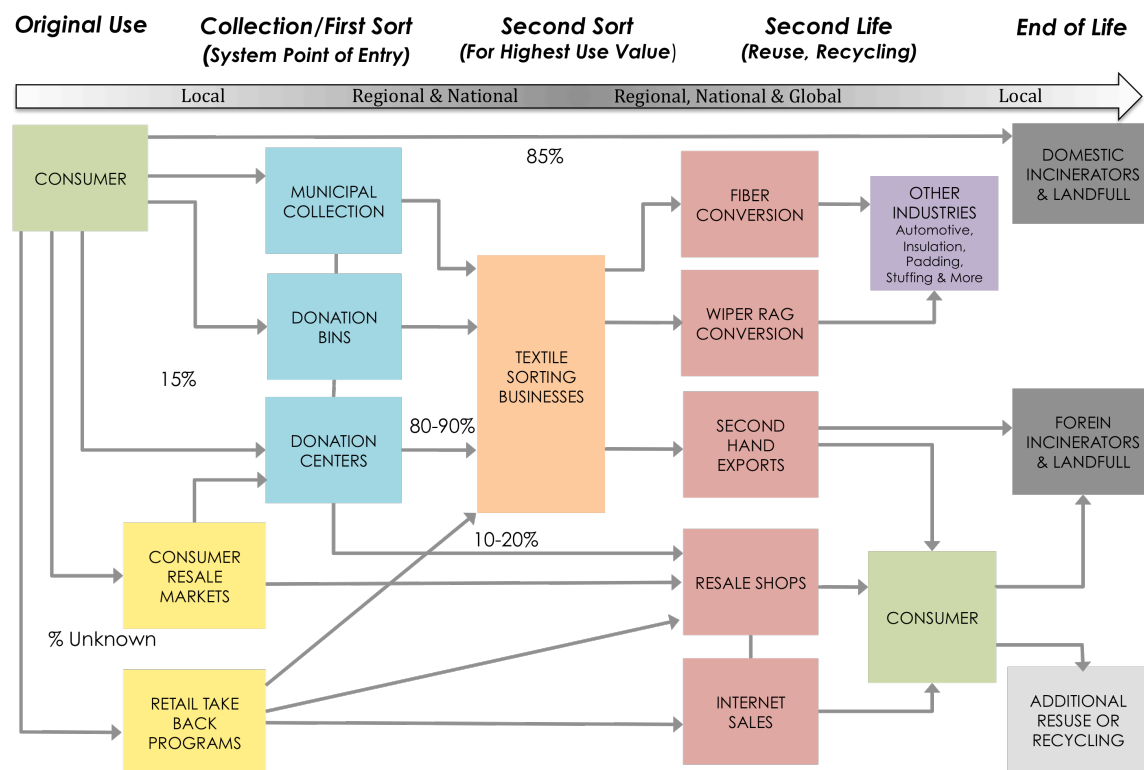 Original Use
Collection/First Sort
(System Point of Entry)
Second Sort
(For Highest Use Value)
Second Life
(Reuse, Recycling)
End of Life
Local
Regional & National
Regional, National & Global
Local
CONSUMER
85%
DOMESTIC
INCINERATORS
& LANDFULL
MUNICIPAL
COLLECTION
FIBER
CONVERSION
OTHER
INDUSTRIES
Automotive,
Insulation,
Padding,
Stuffing & More
DONATION
BINS
WIPER RAG
CONVERSION
TEXTILE
SORTING
BUSINESSES
15%
DONATION
CENTERS
80-90%
SECOND
HAND
EXPORTS
FOREIN
INCINERATORS
& LANDFULL
10-20%
CONSUMER
RESALE
MARKETS
RESALE SHOPS
CONSUMER
% Unknown
RETAIL TAKE
BACK
PROGRAMS
INTERNET
SALES
ADDITIONAL
RESUSE OR
RECYCLING